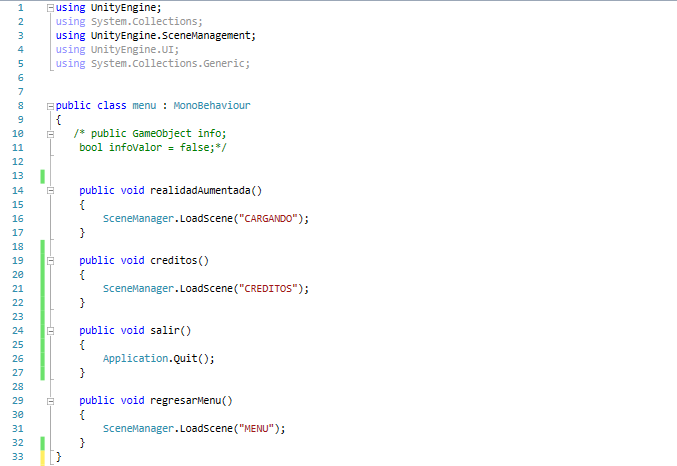 1 using UnityEngine;
2 using System.Collections;
3 using UnityEngine.SceneManagement;
4 using UnityEngine.UI;
5 using System.Collections.Generic;
6
7
8 public class menu : MonoBehaviour
9 {
10 /* public GameObject info;
11 bool infoValor = false;*/
12
13
14 public void realidadAumentada()
15 {
16 SceneManager.LoadScene("CARGANDO");
17 }
18
19 public void creditos()
20 {
21 SceneManager.LoadScene("CREDITOS");
22 }
23
24 public void salir()
25 {
26 Application.Quit();
27 }
28
29 public void regresarMenu()
30 {
31 SceneManager.LoadScene("MENU");
32 }
33 }